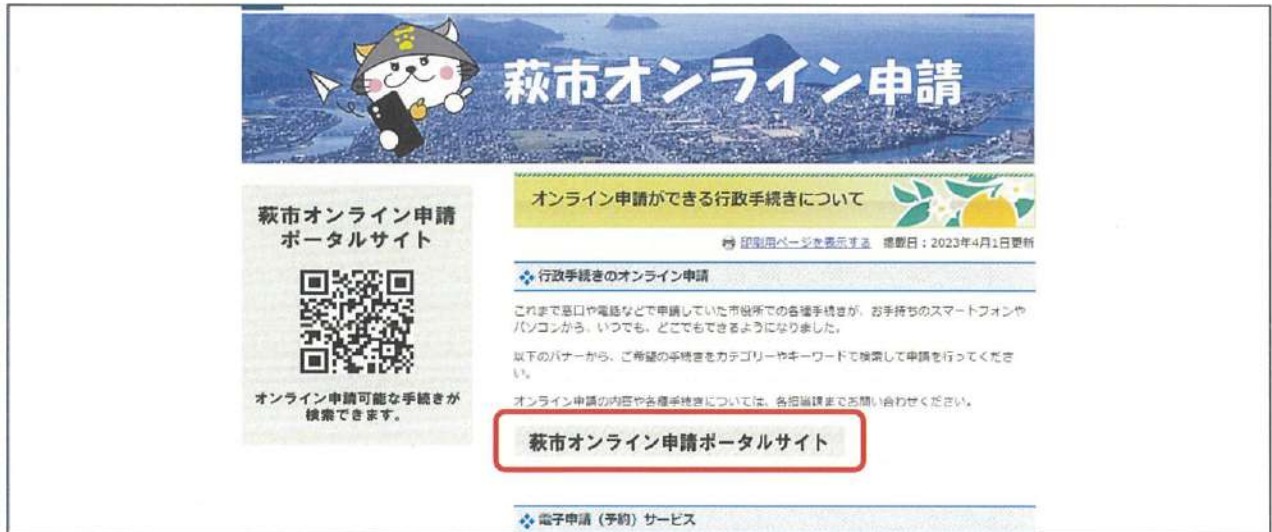 萩市オンライン申請
萩市オンライン申請
ポータルサイト
オンライン申請可能な手続きが
検索できます。
オンライン申請ができる行政手続きについて
印刷用ページを表示する 掲載日：2023年4月1日更新
行政手続きのオンライン申請
これまで窓口や電話などで申請していた市役所での各種手続きが、お手持ちのスマートフォンや
パソコンから、いつでも、どこでもできるようになりました。
以下のバナーから、ご希望の手続きをカテゴリーやキーワードで検索して申請を行ってくださ
い。
オンライン申請の内容や各種手続きについては、各担当課までお問い合わせください。
萩市オンライン申請ポータルサイト
電子申請（予約）サービス